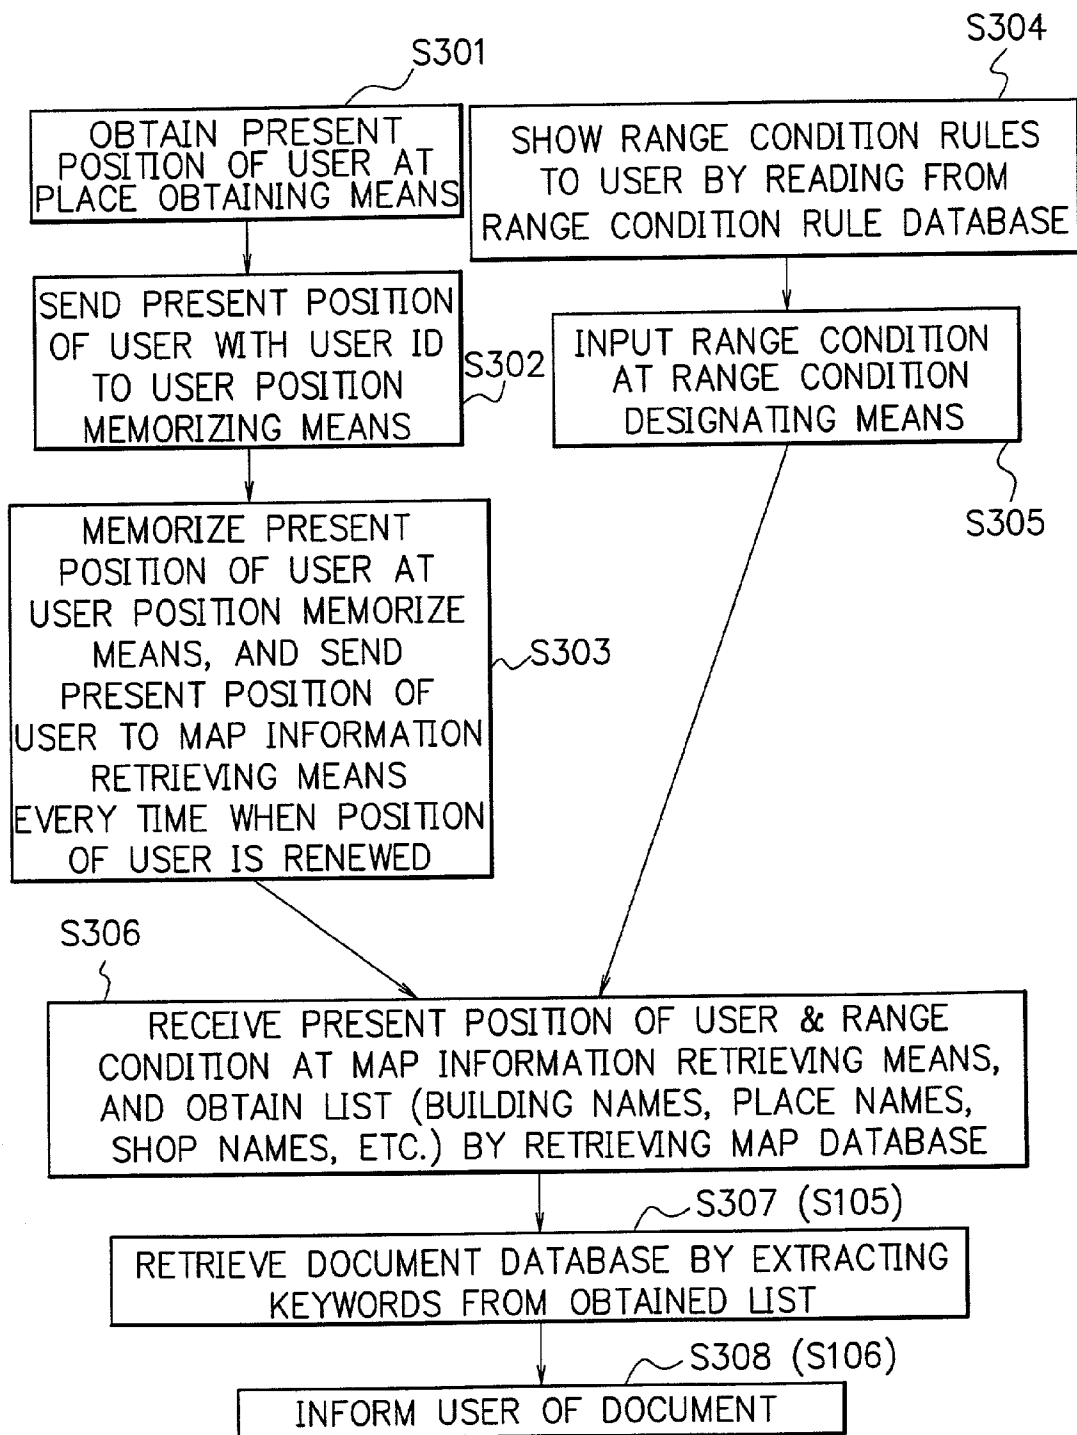 S301
OBTAIN PRESENT
POSITION OF USER AT
PLACE OBTAINING MEANS
SEND PRESENT POSITION
OF USER WITH USER ID
TO USER POSITION
MEMORIZING MEANS
S302
MEMORIZE PRESENT
POSITION OF USER AT
USER POSITION MEMORIZE
MEANS, AND SEND
PRESENT POSITION OF
USER TO MAP INFORMATION
RETRIEVING MEANS
EVERY TIME WHEN POSITION
OF USER IS RENEWED
S303
S304
SHOW RANGE CONDITION RULES
TO USER BY READING FROM
RANGE CONDITION RULE DATABASE
INPUT RANGE CONDITION
AT RANGE CONDITION
DESIGNATING MEANS
S305
S306
RECEIVE PRESENT POSITION OF USER & RANGE
CONDITION AT MAP INFORMATION RETRIEVING MEANS,
AND OBTAIN LIST (BUILDING NAMES, PLACE NAMES,
SHOP NAMES, ETC.) BY RETRIEVING MAP DATABASE
S307 (S105)
RETRIEVE DOCUMENT DATABASE BY EXTRACTING
KEYWORDS FROM OBTAINED LIST
S308 (S106)
INFORM USER OF DOCUMENT